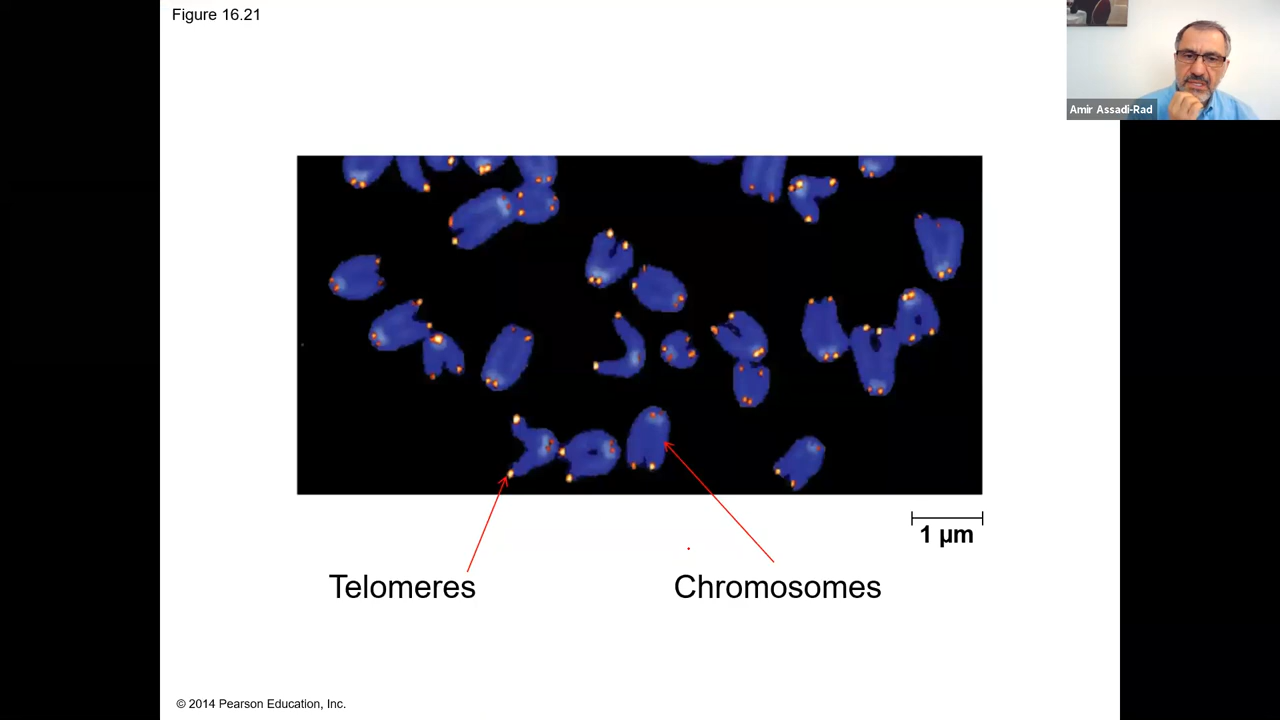 Figure 16.21
Amir Assadi-Rad
1 µm
Telomeres
Chromosomes
© 2014 Pearson Education, Inc.